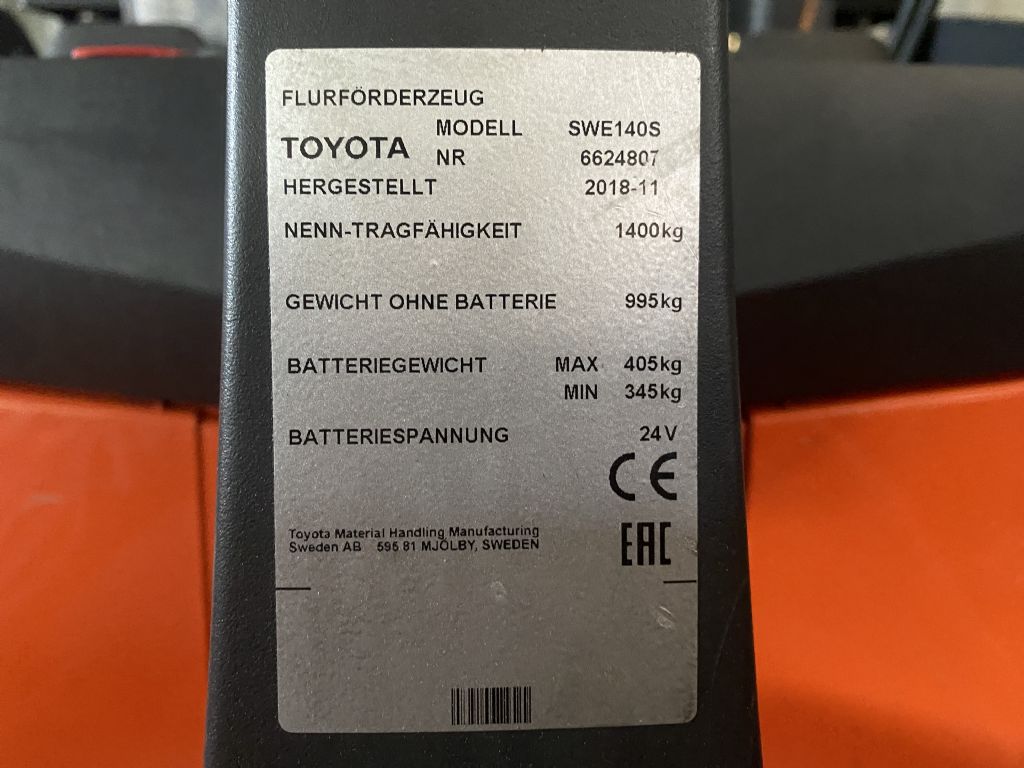 FLURFÖRDERZEUG
TOYOTA MODELL SWE140S
NR 6624807
HERGESTELLT 2018-11
NENN-TRAGFÄHIGKEIT 1400kg
GEWICHT OHNE BATTERIE 995kg
BATTERIEGEWICHT MAX 405kg
MIN 345kg
BATTERIESPANNUNG 24V
CE
Toyota Material Handling Manufacturing
Sweden AB 595 81 MJÖLBY, SWEDEN
EAC